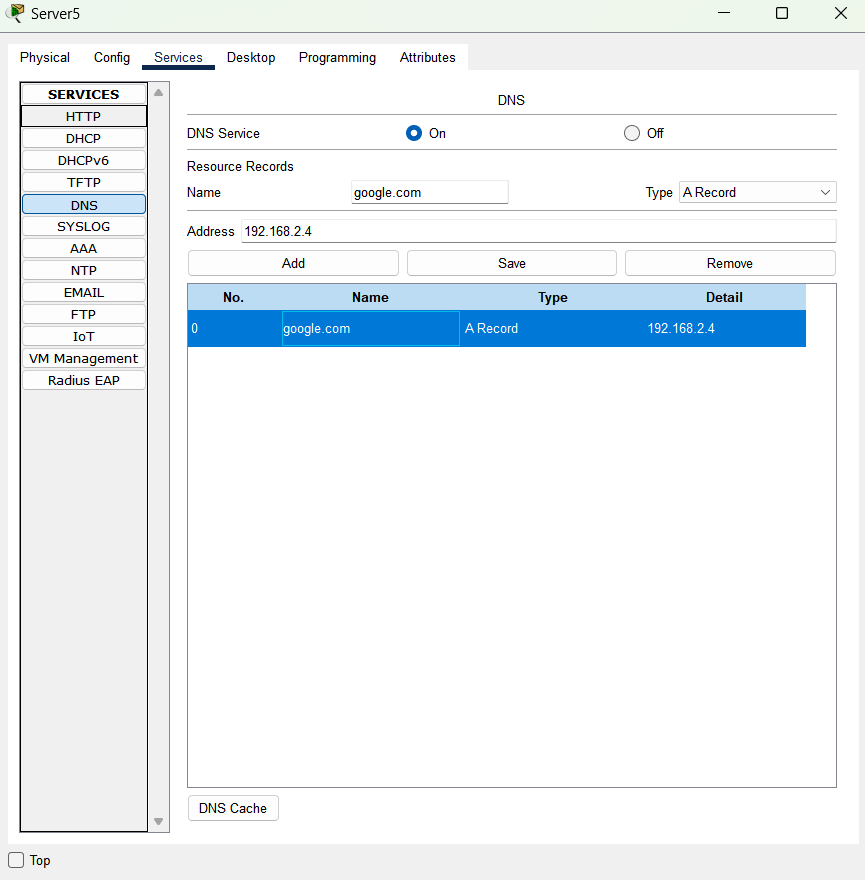 Server5
Physical Config Services Desktop Programming Attributes
SERVICES
HTTP
DHCP
DHCPv6
TFTP
DNS
SYSLOG
AAA
NTP
EMAIL
FTP
IoT
VM Management
Radius EAP
DNS
DNS Service On Off
Resource Records
Name google.com Type A Record
Address 192.168.2.4
Add Save Remove
No. Name Type Detail
0 google.com A Record 192.168.2.4
DNS Cache
Top